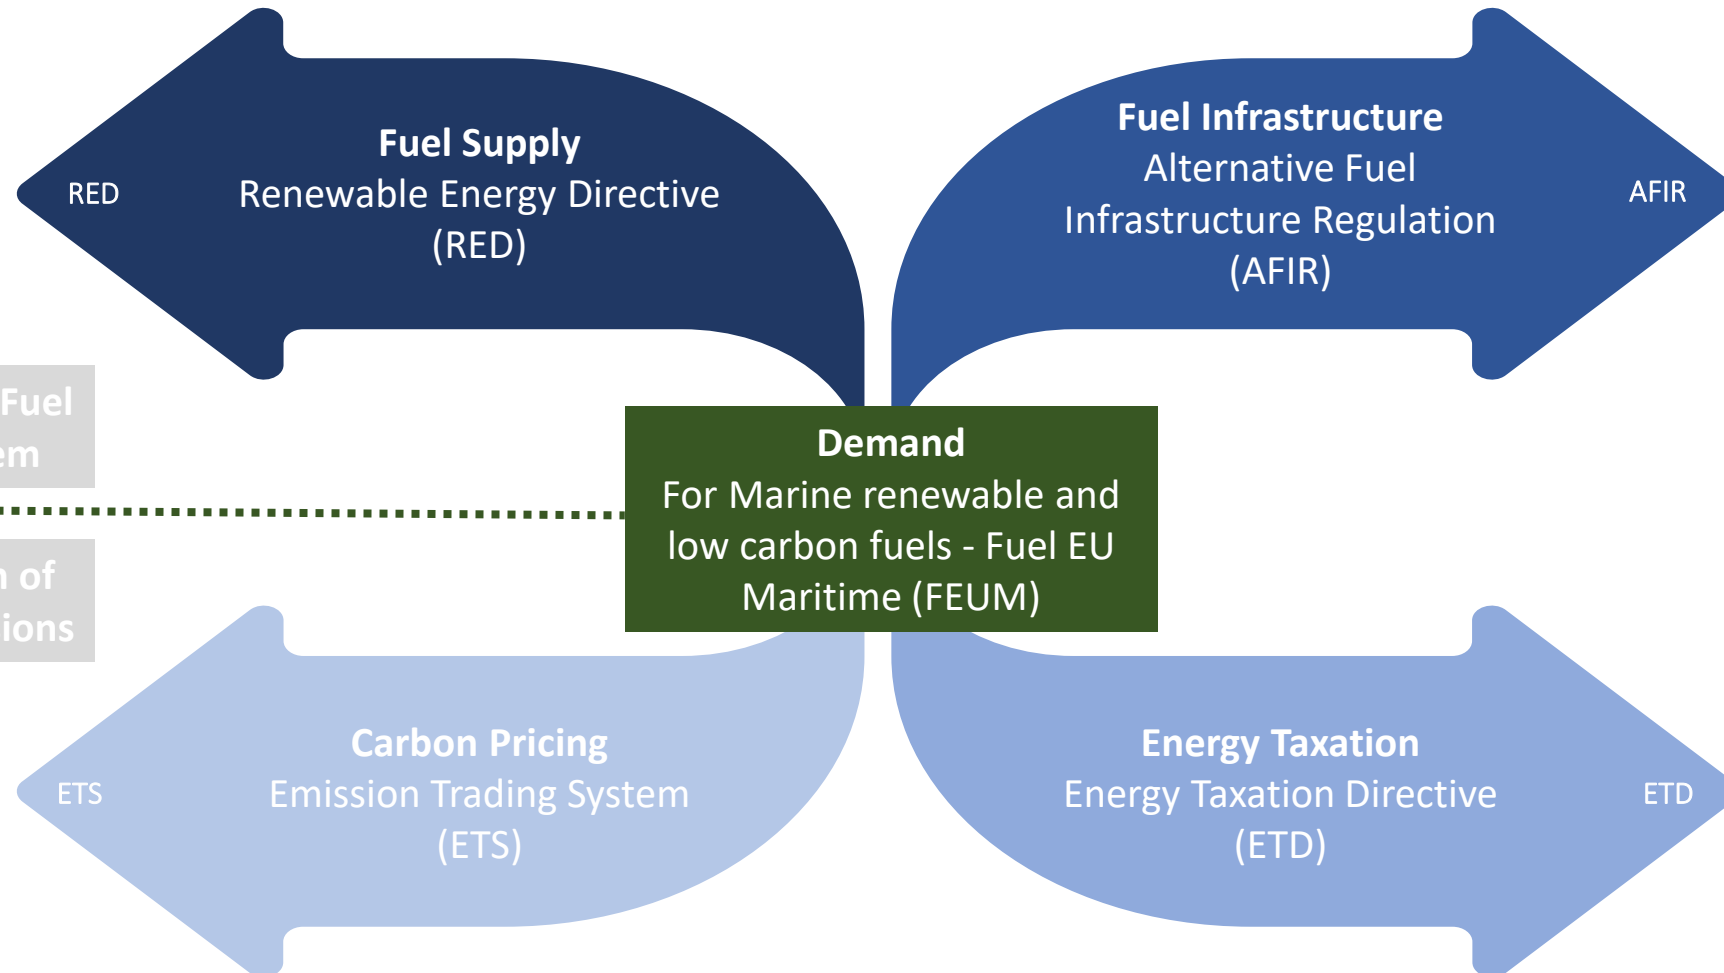 Fuel Supply
Renewable Energy Directive
(RED)
RED
Fuel Infrastructure
Alternative Fuel
Infrastructure Regulation
(AFIR)
AFIR
Fuel
of
Demand
For Marine renewable and
low carbon fuels - Fuel EU
Maritime (FEUM)
Carbon Pricing
Emission Trading System
(ETS)
ETS
Energy Taxation
Energy Taxation Directive
(ETD)
ETD